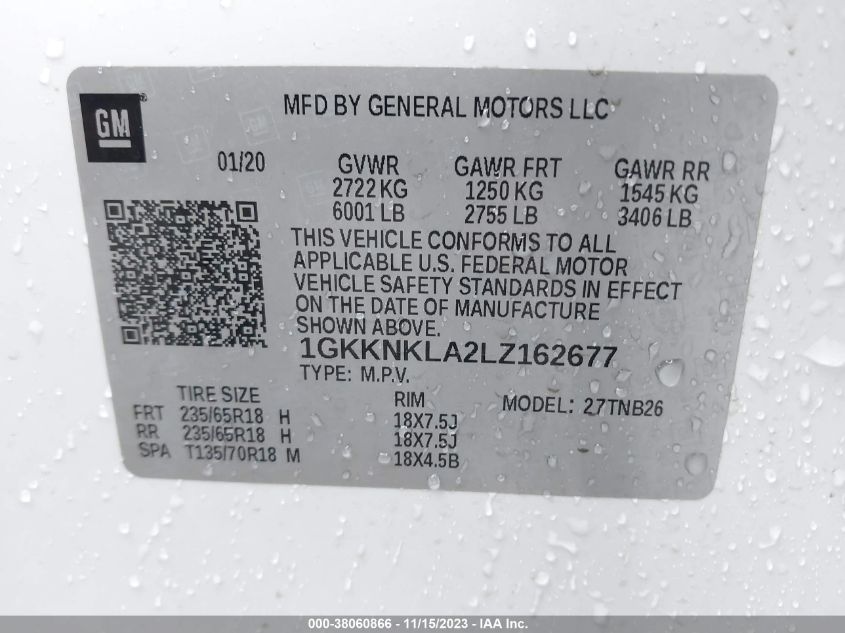 GM
MFD BY GENERAL MOTORS LLC
01/20 GVWR GAWR FRT GAWR RR
2722 KG 1250 KG 1545 KG
6001 LB 2755 LB 3406 LB
THIS VEHICLE CONFORMS TO ALL
APPLICABLE U.S. FEDERAL MOTOR
VEHICLE SAFETY STANDARDS IN EFFECT
ON THE DATE OF MANUFACTURE
SHOWN ABOVE.
1GKKNKLA2LZ162677
TYPE: M.P.V.
TIRE SIZE RIM MODEL: 27TNB26
FRT 235/65R18 H 18X7.5J
RR 235/65R18 H 18X7.5J
SPA T135/70R18 M 18X4.5B
000-38060866 - 11/15/2023 - IAA Inc.